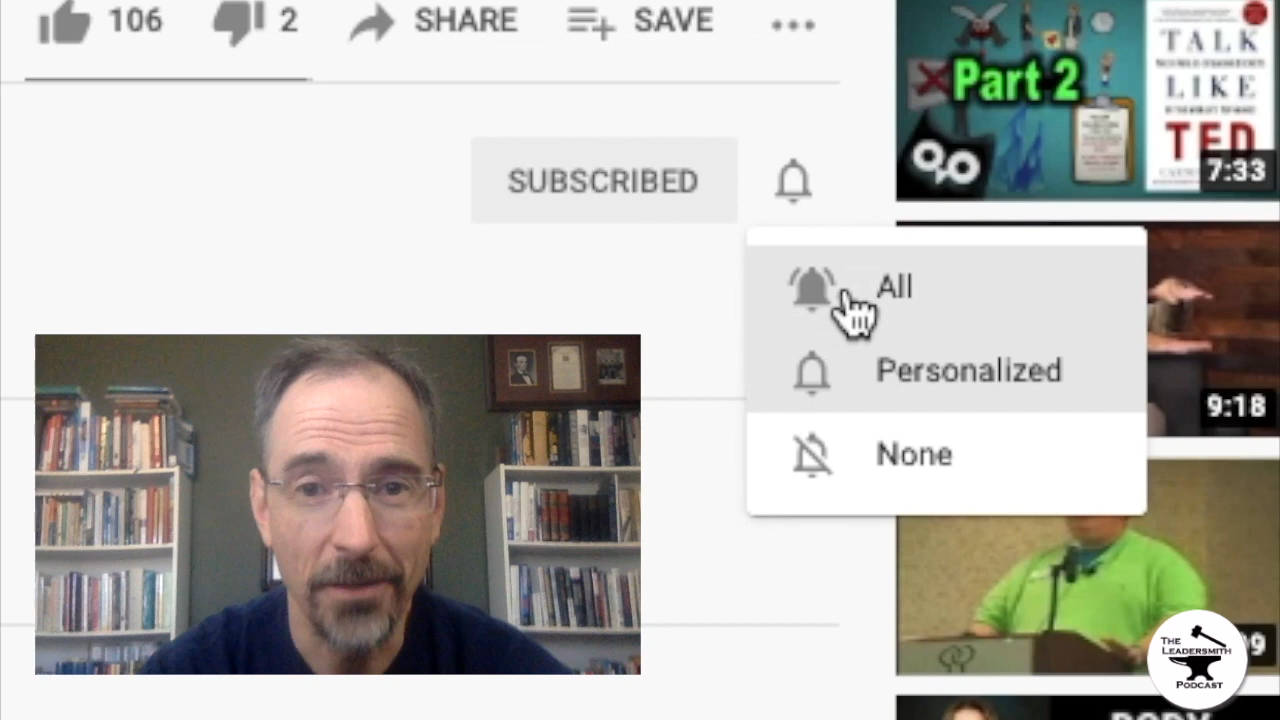 106
2
SHARE
SAVE
SUBSCRIBED
All
Personalized
None
Part 2
TALK
LIKE
TED
7:33
9:18
9
THE
LEADERSMITH
PODCAST